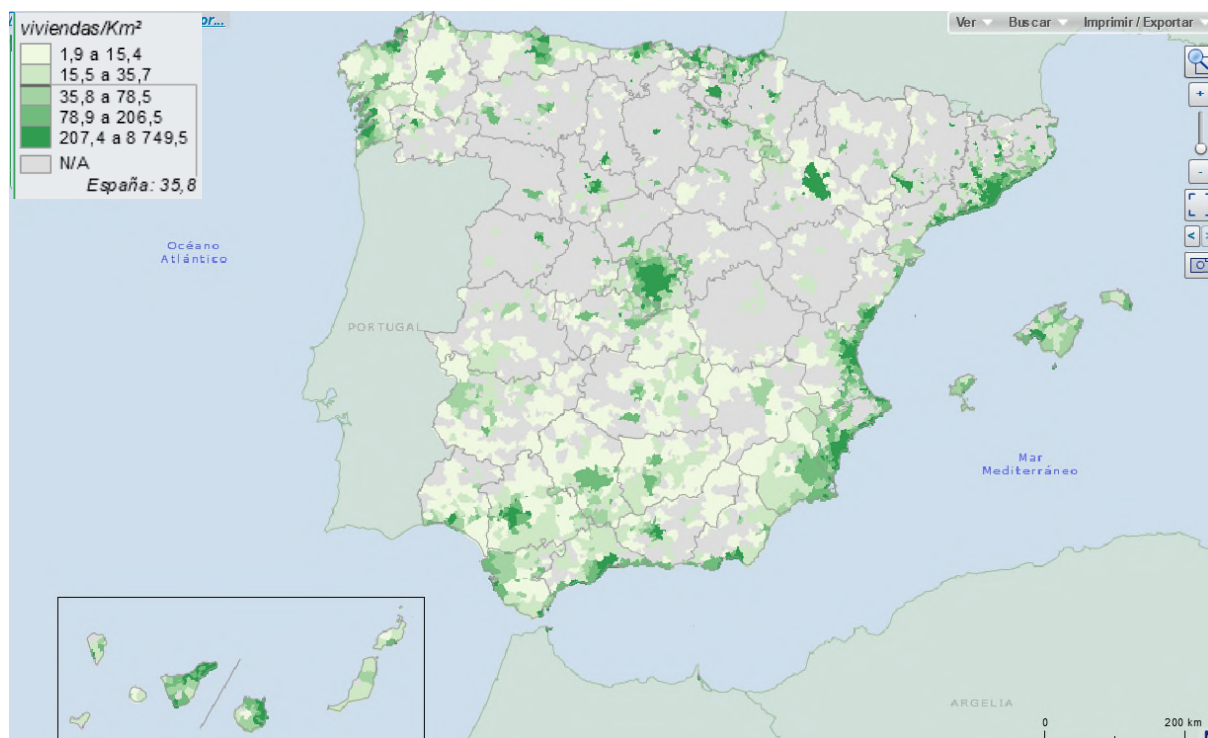 or...
viviendas/Km²
1,9 a 15,4
15,5 a 35,7
35,8 a 78,5
78,9 a 206,5
207,4 a 8 749,5
N/A
España: 35,8
Ver
Buscar
Imprimir / Exportar
+
-
<
Océano
Atlántico
PORTUGAL
Mar
Mediterráneo
ARGELIA
0
200 km